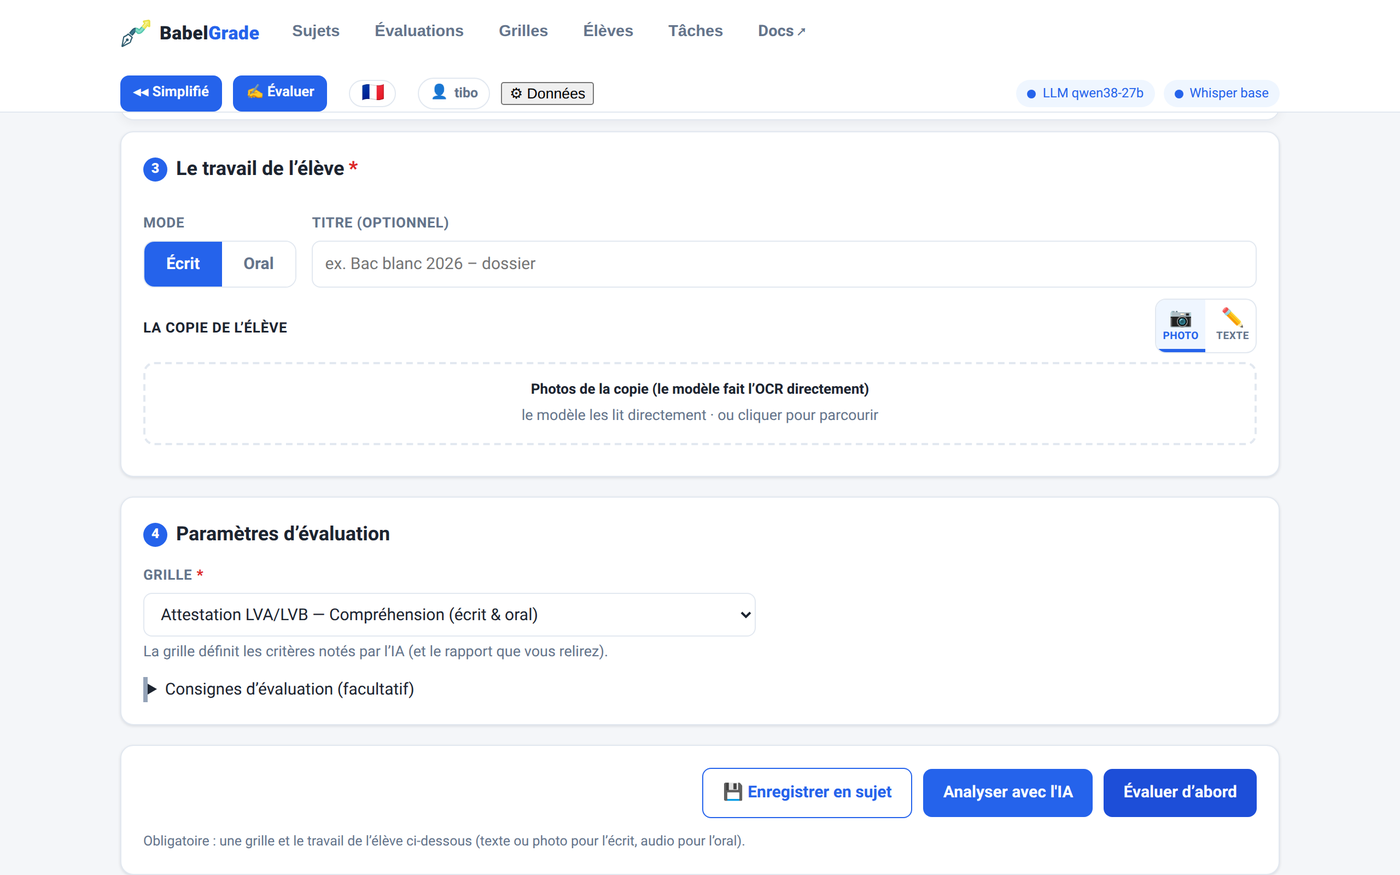 BabelGrade
Sujets
Évaluations
Grilles
Élèves
Tâches
Docs ↗
◀◀ Simplifié
✍️ Évaluer
🇫🇷
👤 tibo
⚙ Données
LLM qwen38-27b
Whisper base
3 Le travail de l’élève *
MODE
TITRE (OPTIONNEL)
Écrit
Oral
ex. Bac blanc 2026 – dossier
LA COPIE DE L’ÉLÈVE
PHOTO
TEXTE
Photos de la copie (le modèle fait l’OCR directement)
le modèle les lit directement · ou cliquer pour parcourir
4 Paramètres d’évaluation
GRILLE *
Attestation LVA/LVB — Compréhension (écrit & oral)
La grille définit les critères notés par l’IA (et le rapport que vous relirez).
▶ Consignes d’évaluation (facultatif)
💾 Enregistrer en sujet
Analyser avec l'IA
Évaluer d’abord
Obligatoire : une grille et le travail de l’élève ci-dessous (texte ou photo pour l’écrit, audio pour l’oral).